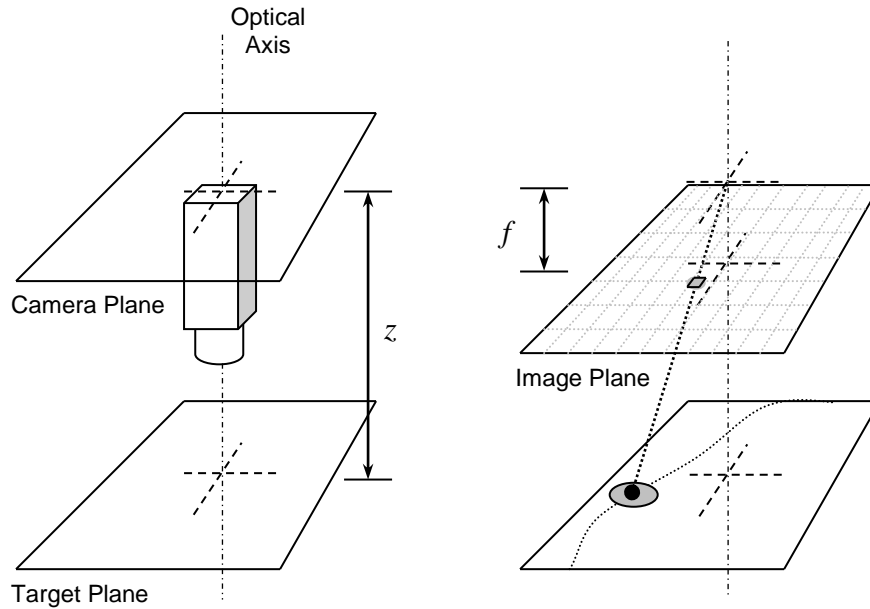 Optical
Axis
Camera Plane
z
Target Plane
f
Image Plane